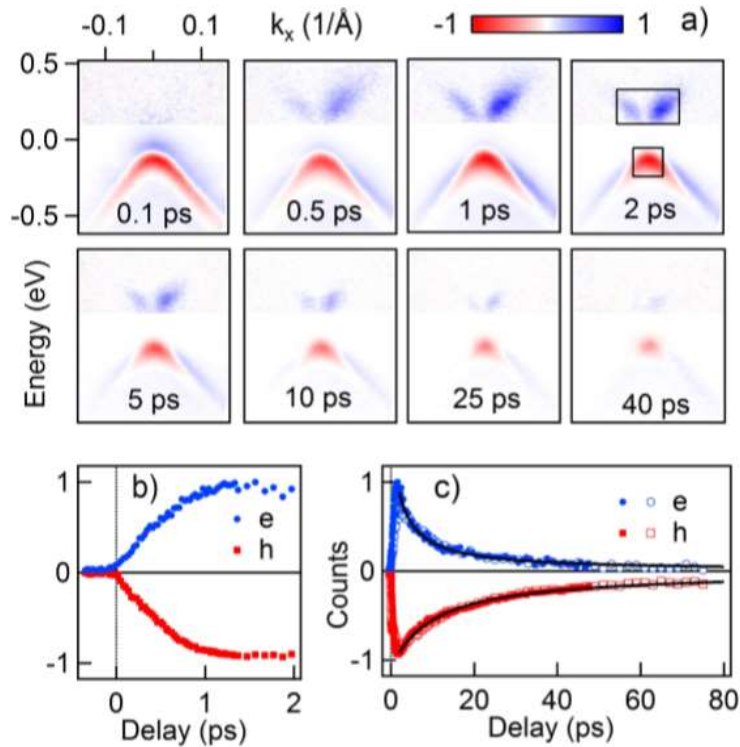 -0.1 0.1 kx (1/Å) -1 1 a)
0.5
0.0
-0.5
0.1 ps 0.5 ps 1 ps 2 ps
Energy (eV)
5 ps 10 ps 25 ps 40 ps
1 b) 1 c)
e e
h h
0 0
Counts
-1 -1
0 1 2 0 20 40 60 80
Delay (ps) Delay (ps)